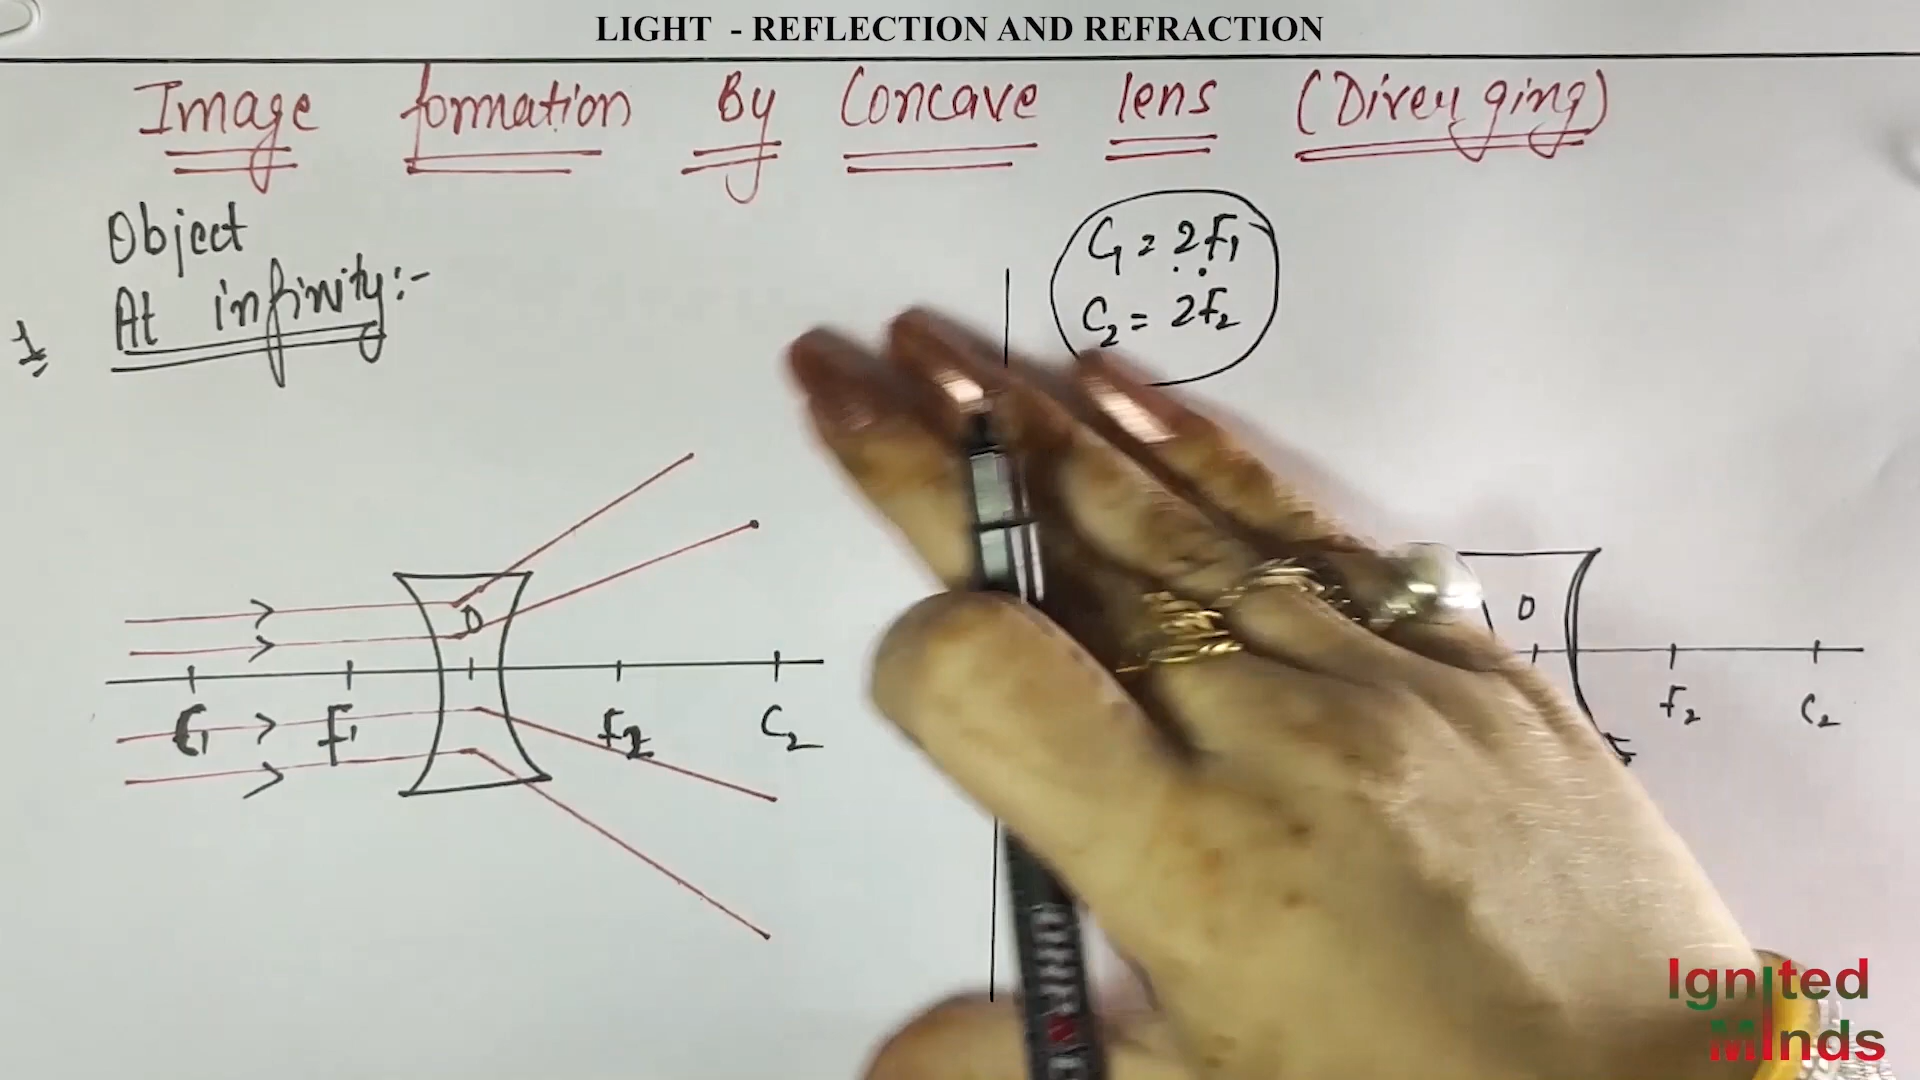 LIGHT - REFLECTION AND REFRACTION
Image formation By Concave lens (Diverging)
Object
1 At infinity:-
C1 = 2F1
C2 = 2F2
O
C1 F1 F2 C2
O
F2 C2
Ignited
Minds